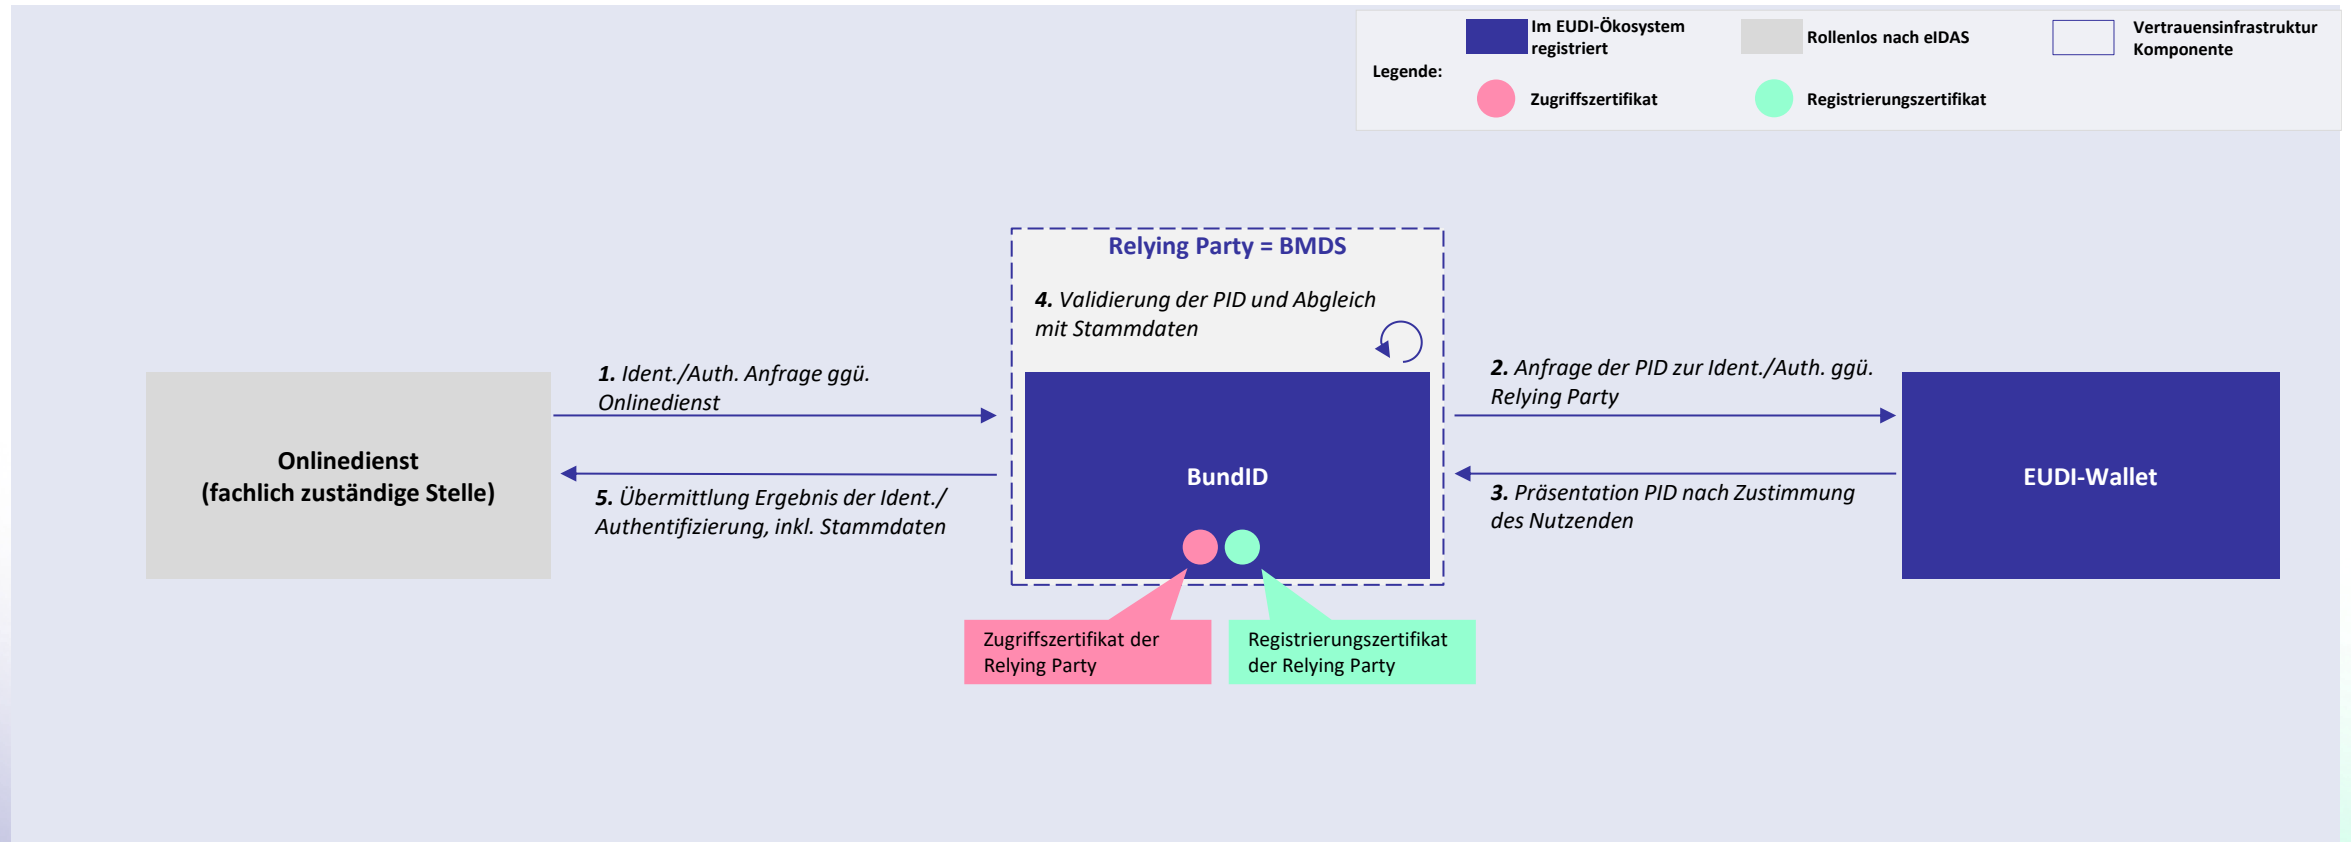 Legende:
Im EUDI-Ökosystem
registriert
Rollenlos nach eIDAS
Vertrauensinfrastruktur
Komponente
Zugriffszertifikat
Registrierungszertifikat
Relying Party = BMDS
4. Validierung der PID und Abgleich
mit Stammdaten
1. Ident./Auth. Anfrage ggü.
Onlinedienst
2. Anfrage der PID zur Ident./Auth. ggü.
Relying Party
Onlinedienst
(fachlich zuständige Stelle)
BundID
EUDI-Wallet
5. Übermittlung Ergebnis der Ident./
Authentifizierung, inkl. Stammdaten
3. Präsentation PID nach Zustimmung
des Nutzenden
Zugriffszertifikat der
Relying Party
Registrierungszertifikat
der Relying Party